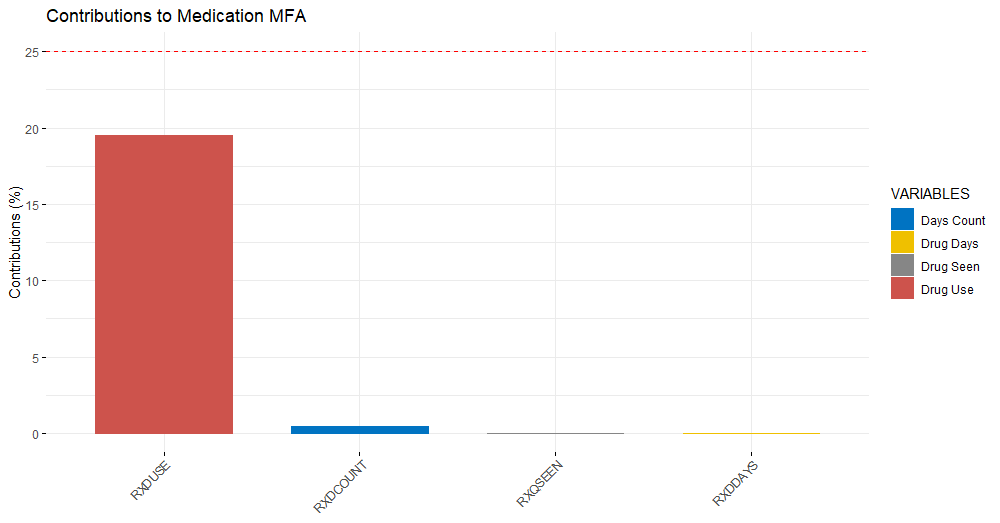 Contributions to Medication MFA
Contributions (%)
25
20
15
10
5
0
RXDUSE
RXDCOUNT
RXQSEEN
RXDDAYS
VARIABLES
Days Count
Drug Days
Drug Seen
Drug Use